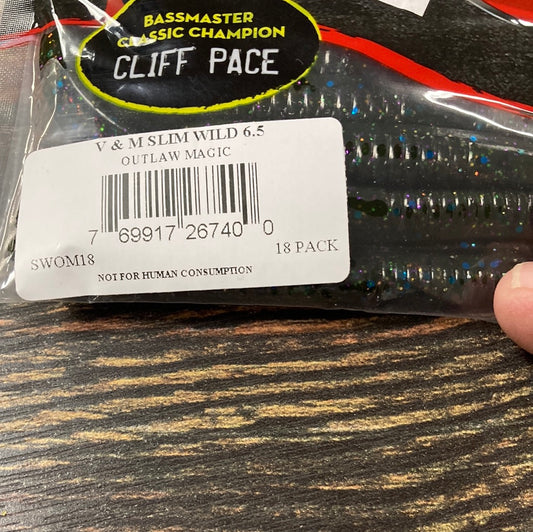 BASSMASTER
CLASSIC CHAMPION
CLIFF PACE
V & M SLIM WILD 6.5
OUTLAW MAGIC
7 69917 26740 0
SWOM18
18 PACK
NOT FOR HUMAN CONSUMPTION